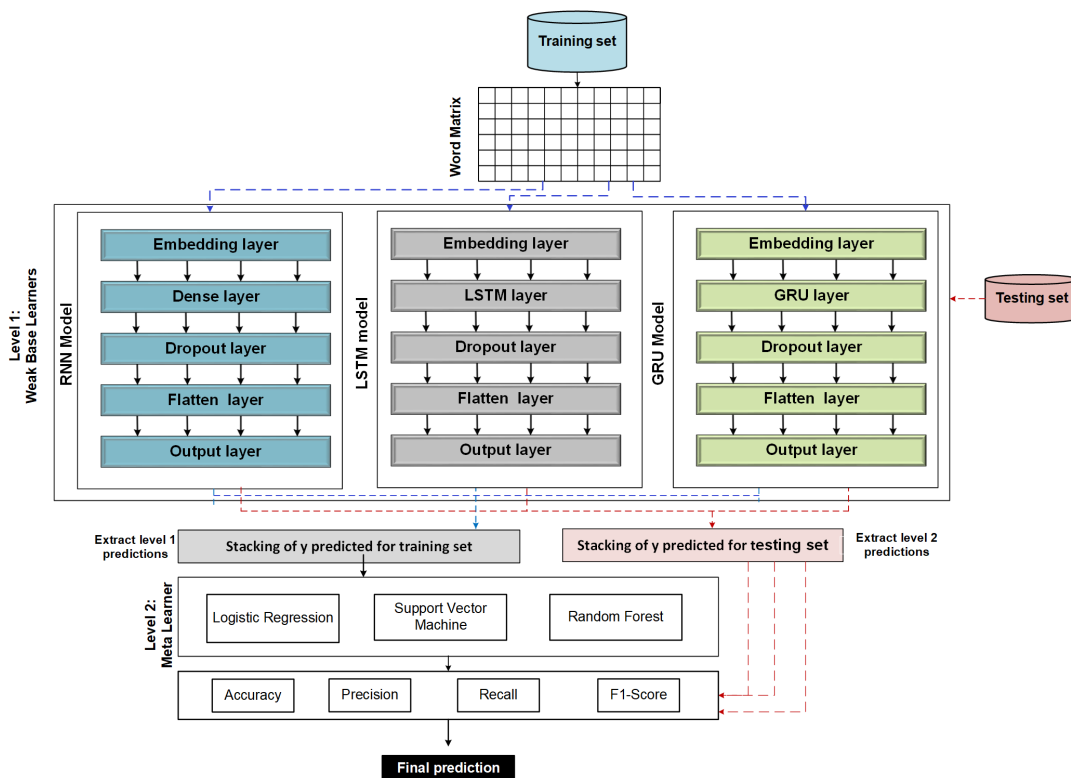 Training set
Word Matrix
Level 1:
Weak Base Learners
RNN Model
Embedding layer
Dense layer
Dropout layer
Flatten layer
Output layer
LSTM model
Embedding layer
LSTM layer
Dropout layer
Flatten layer
Output layer
GRU Model
Embedding layer
GRU layer
Dropout layer
Flatten layer
Output layer
Testing set
Extract level 1
predictions
Stacking of y predicted for training set
Stacking of y predicted for testing set
Extract level 2
predictions
Level 2:
Meta Learner
Logistic Regression
Support Vector
Machine
Random Forest
Accuracy
Precision
Recall
F1-Score
Final prediction